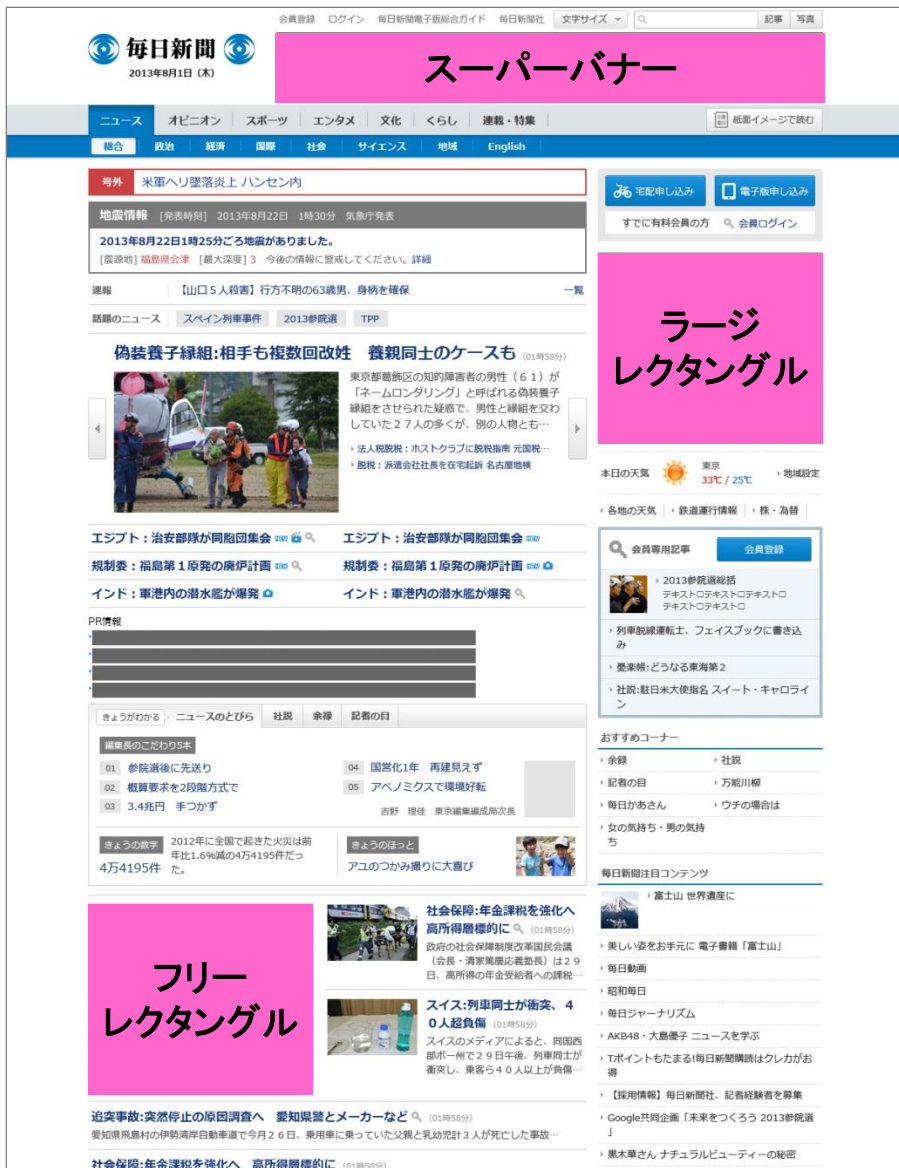 会員登録 ログイン 毎日新聞電子版総合ガイド 毎日新聞社 文字サイズ 記事 写真
毎日新聞
2013年8月1日（木）
スーパーバナー
ニュース オピニオン スポーツ エンタメ 文化 くらし 連載・特集 紙面イメージで読む
総合 政治 経済 国際 社会 サイエンス 地域 English
号外 米軍ヘリ墜落炎上 ハンセン内
宅配申し込み 電子版申し込み
すでに有料会員の方 会員ログイン
地震情報 [発表時刻] 2013年8月22日 1時30分 気象庁発表
2013年8月22日1時25分ごろ地震がありました。
[震源地] 福島県会津 [最大深度] 3 今後の情報に警戒してください。詳細
速報 【山口５人殺害】行方不明の63歳男、身柄を確保 一覧
話題のニュース スペイン列車事件 2013参院選 TPP
ラージ
レクタングル
偽装養子縁組:相手も複数回改姓 養親同士のケースも (01時58分)
東京都葛飾区の知的障害者の男性（６１）が
「ネームロンダリング」と呼ばれる偽装養子
縁組をさせられた疑惑で、男性と縁組を交わ
していた２７人の多くが、別の人物とも…
法人税脱税：ホストクラブに脱税指南 元国税…
脱税：派遣会社社長を在宅起訴 名古屋地検
本日の天気 東京
33℃ / 25℃ 地域設定
各地の天気 鉄道運行情報 株・為替
エジプト：治安部隊が同胞団集会 エジプト：治安部隊が同胞団集会
規制委：福島第１原発の廃炉計画 規制委：福島第１原発の廃炉計画
インド：軍港内の潜水艦が爆発 インド：軍港内の潜水艦が爆発
会員専用記事 会員登録
2013参院選総括
テキスト□テキスト□テキスト□
テキスト□テキスト□
列車脱線運転士、フェイスブックに書き込
み
憂楽帳:どうなる東海第２
社説:駐日米大使指名 スイート・キャロライ
ン
PR情報
きょうがわかる ニュースのとびら 社説 余禄 記者の目
編集長のこだわり5本
01 参院選後に先送り
02 概算要求を2段階方式で
03 3.4兆円 手つかず
04 国営化1年 再建見えず
05 アベノミクスで環境好転
吉野 理佳 東京編集編成局次長
きょうの数字 2012年に全国で起きた火災は前
年比1.6%減の4万4195件だっ
た。
4万4195件
きょうのほっと
アユのつかみ撮りに大喜び
おすすめコーナー
余録 社説
記者の目 万能川柳
毎日かあさん ウチの場合は
女の気持ち・男の気持
ち
毎日新聞注目コンテンツ
富士山 世界遺産に
美しい姿をお手元に 電子書籍「富士山」
毎日動画
昭和毎日
毎日ジャーナリズム
AKB48・大島優子 ニュースを学ぶ
Tポイントもたまる!毎日新聞購読はクレカがお
得
【採用情報】毎日新聞社、記者経験者を募集
Google共同企画「未来をつくろう 2013参院選
」
黒木華さん ナチュラルビューティーの秘密
フリー
レクタングル
社会保障:年金課税を強化へ
高所得層標的に (01時58分)
政府の社会保障制度改革国民会議
（会長・清家篤慶応義塾長）は２９
日、高所得の年金受給者への課税…
スイス:列車同士が衝突、４
０人超負傷 (01時58分)
スイスのメディアによると、同国西
部ボー州で２９日午後、列車同士が
衝突し、乗客ら４０人以上が負傷…
追突事故:突然停止の原因調査へ 愛知県警とメーカーなど (01時58分)
愛知県飛島村の伊勢湾岸自動車道で今月２６日、乗用車に乗っていた父親と乳幼児計３人が死亡した事故…
社会保障:年金課税を強化へ 高所得層標的に (01時58分)